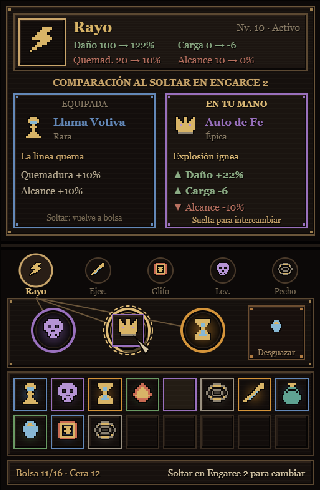 Rayo
Nv. 10 · Activo
Daño 100 → 122%
Carga 0 → -6
Quemad. 20 → 10%
Alcance 10 → 0%
COMPARACIÓN AL SOLTAR EN ENGARCE 2
EQUIPADA
Llama Votiva
Rara
La línea quema
Quemadura +10%
Alcance +10%
Soltar: vuelve a bolsa
EN TU MANO
Auto de Fe
Épica
Explosión ígnea
▲ Daño +22%
▲ Carga -6
▼ Alcance -10%
Suelta para intercambiar
Rayo
Ejec.
Glifo
Lev.
Pecho
Desguazar
Bolsa 11/16 · Cera 12
Soltar en Engarce 2 para cambiar